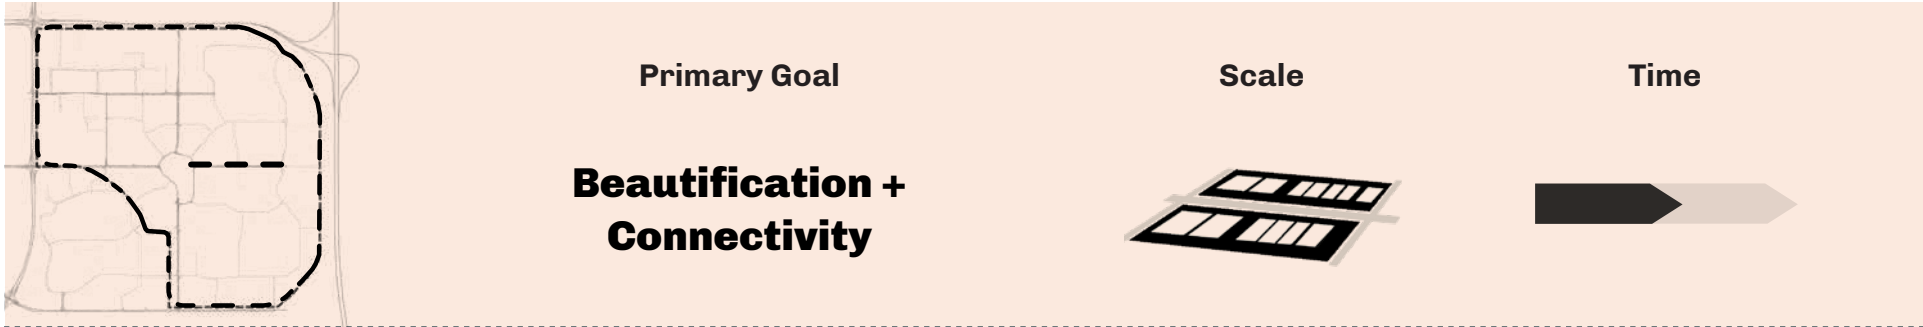 Primary Goal
Scale
Time
Beautification +
Connectivity